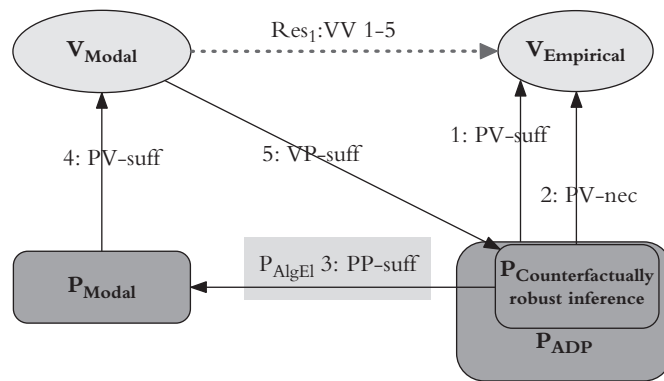 Res₁:VV 1-5
V_Modal
V_Empirical
1: PV-suff
4: PV-suff
5: VP-suff
2: PV-nec
P_AlgEl 3: PP-suff
P_Modal
P_Counterfactually
robust inference
P_ADP